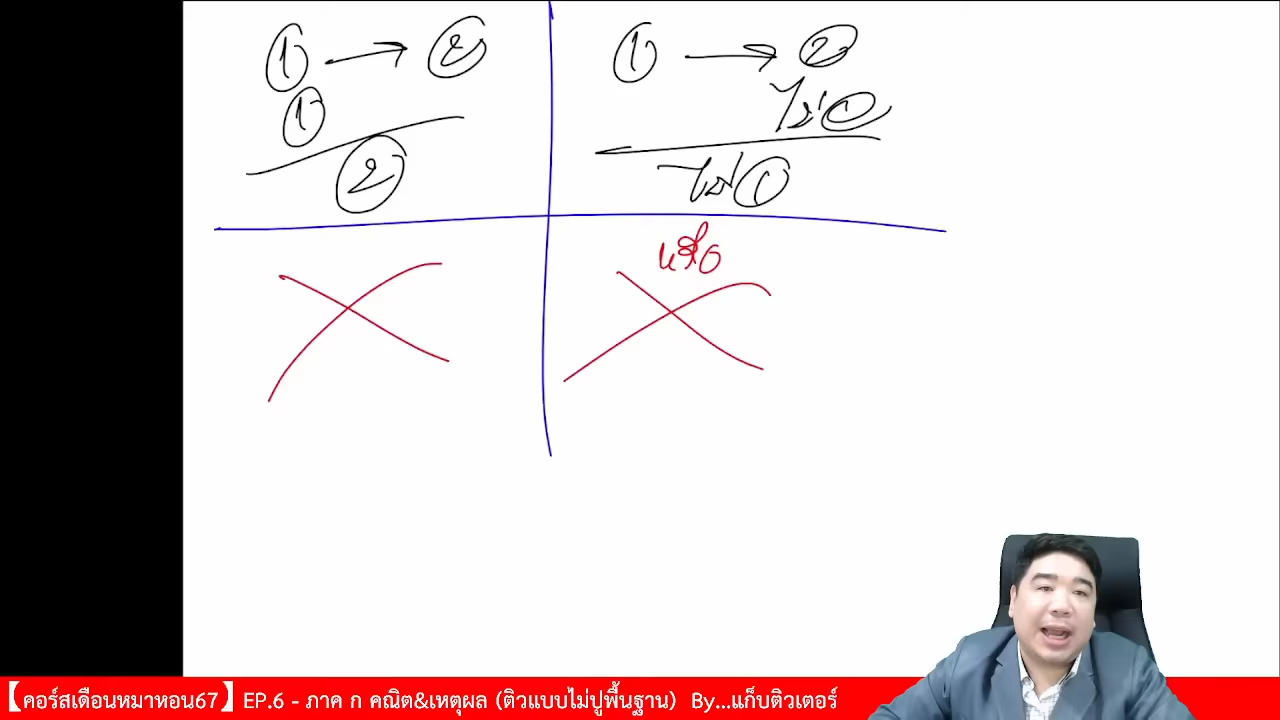 ① → ②
①
②
① → ②
ไม่①
ไม่①
หรือ
【คอร์สเดือนหมาหอน67】 EP.6 - ภาค ก คณิต&เหตุผล (ติวแบบไม่ปูพื้นฐาน) By...แก็บติวเตอร์